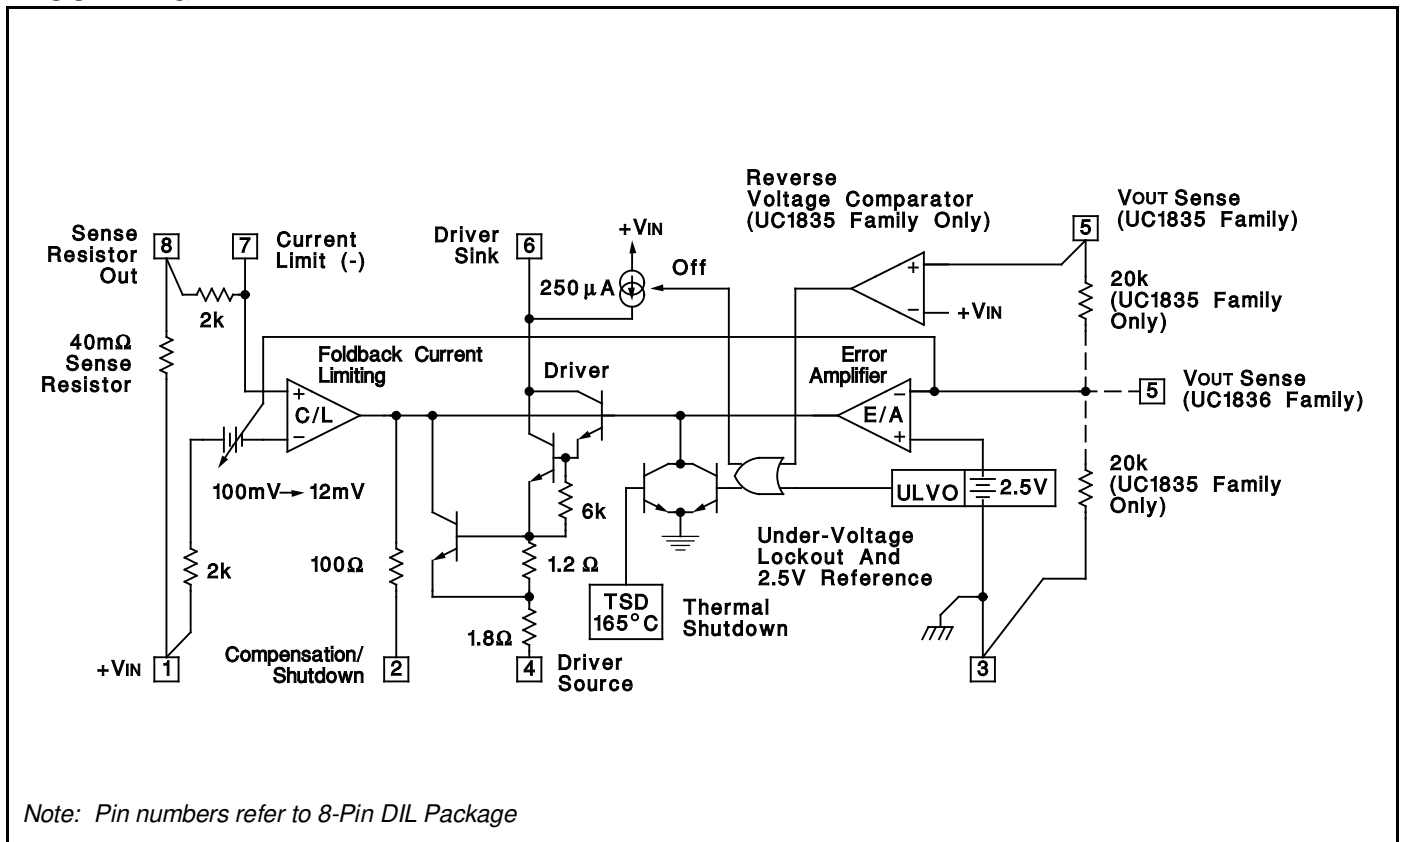 Reverse
Voltage Comparator
(UC1835 Family Only)
VOUT Sense
(UC1835 Family)
Sense
Resistor
Out
8
7
Current
Limit (-)
Driver
Sink
6
+VIN
5
250µA
Off
+
−
+VIN
20k
(UC1835 Family
Only)
2k
40mΩ
Sense
Resistor
Foldback Current
Limiting
Driver
Error
Amplifier
+
C/L
−
−
E/A
+
5
VOUT Sense
(UC1836 Family)
100mV→ 12mV
6k
ULVO
2.5V
20k
(UC1835 Family
Only)
Under-Voltage
Lockout And
2.5V Reference
2k
100Ω
1.2 Ω
TSD
165°C
Thermal
Shutdown
1.8Ω
+VIN
1
Compensation/
Shutdown
2
4
Driver
Source
3
Note: Pin numbers refer to 8-Pin DIL Package